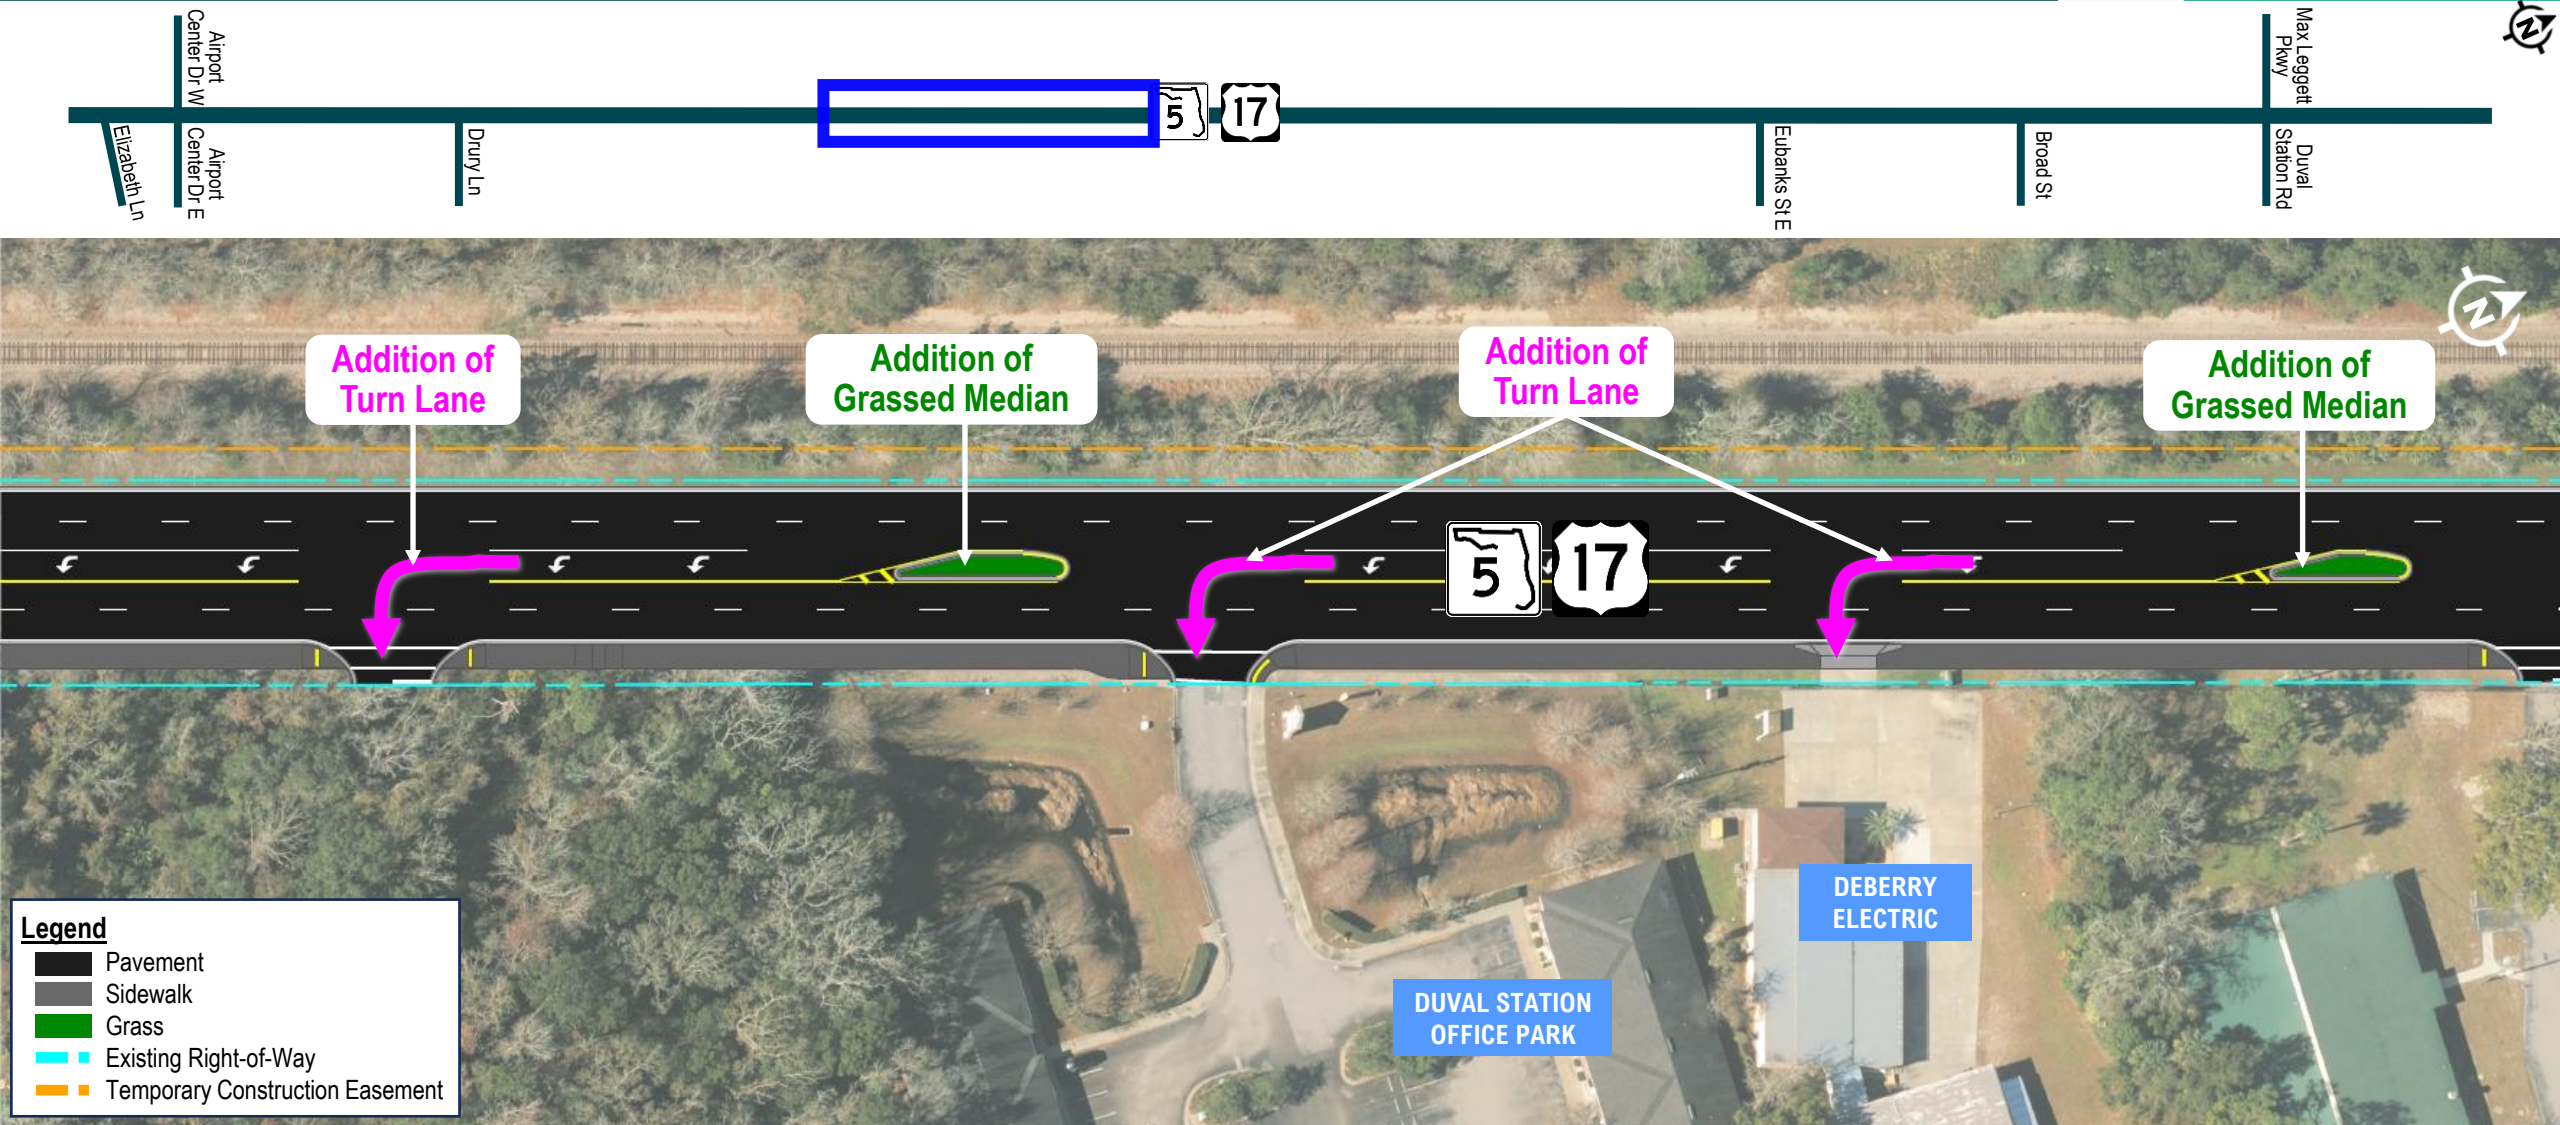 Airport
Center Dr W
Max Leggett
Pkwy
N
5
17
Elizabeth Ln
Airport
Center Dr E
Drury Ln
Eubanks St E
Broad St
Duval
Station Rd
N
Addition of
Turn Lane
Addition of
Grassed Median
Addition of
Turn Lane
Addition of
Grassed Median
5
17
DEBERRY
ELECTRIC
DUVAL STATION
OFFICE PARK
Legend
Pavement
Sidewalk
Grass
Existing Right-of-Way
Temporary Construction Easement